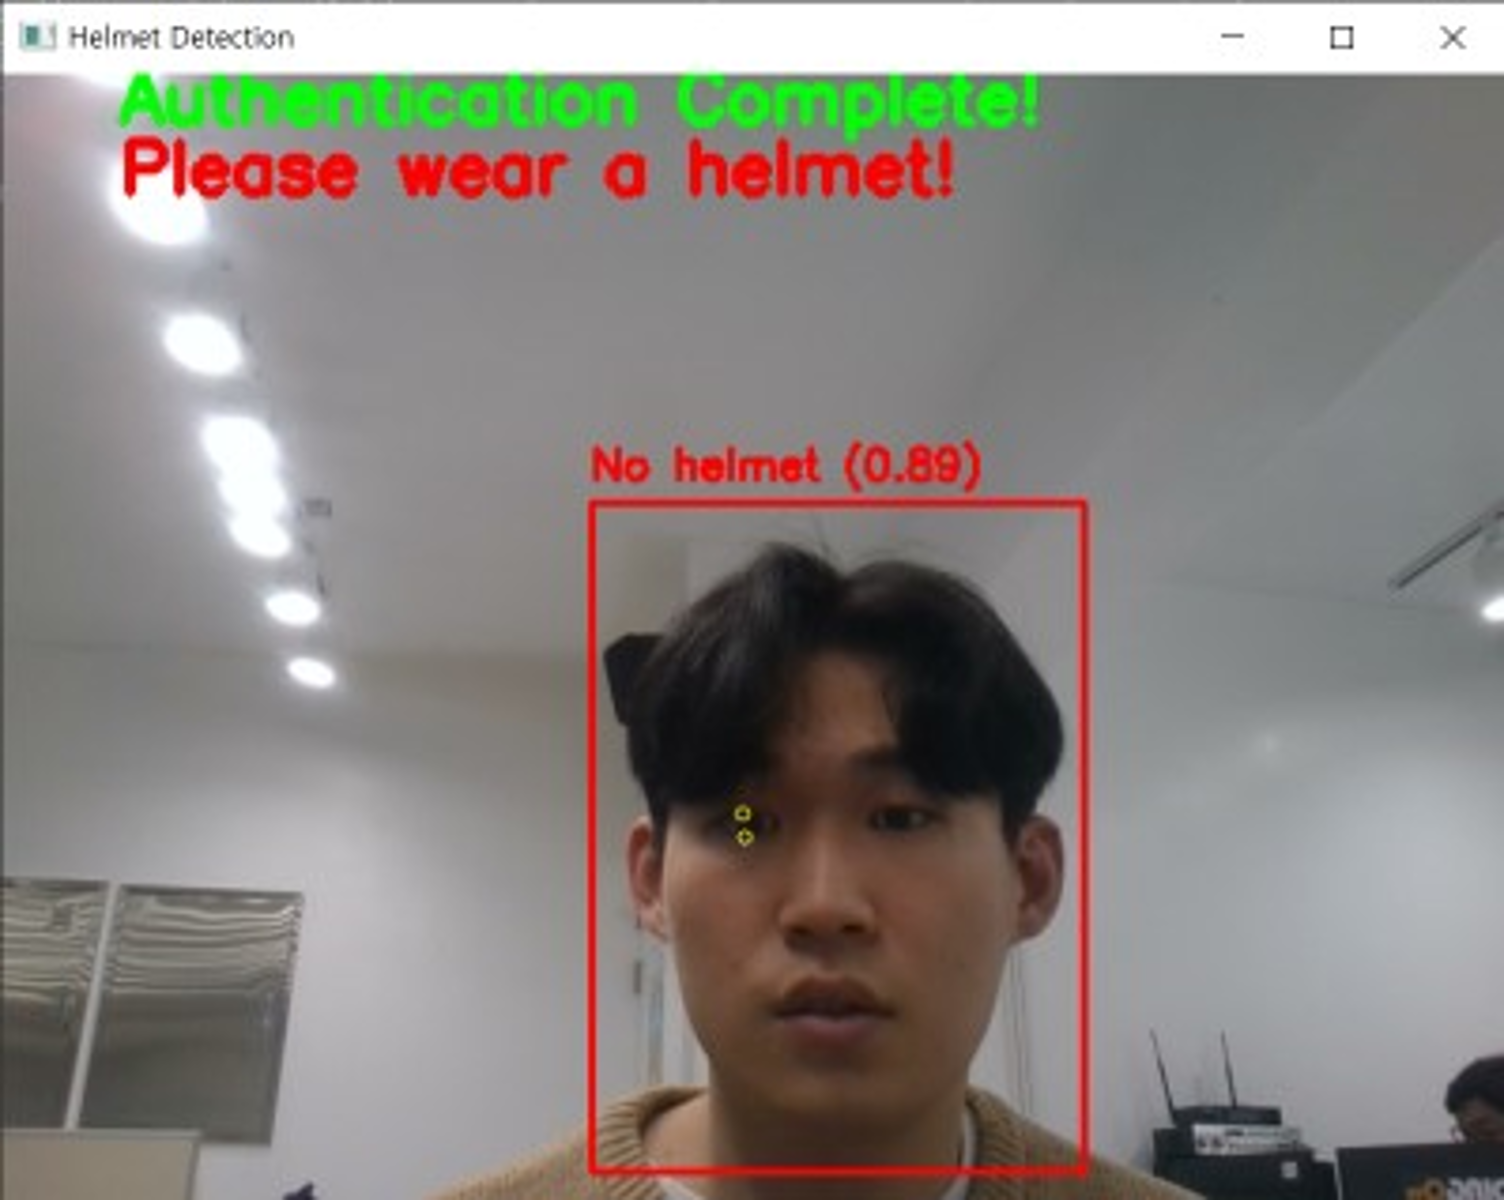 Helmet Detection
Authentication Complete!
Please wear a helmet!
No helmet (0.89)